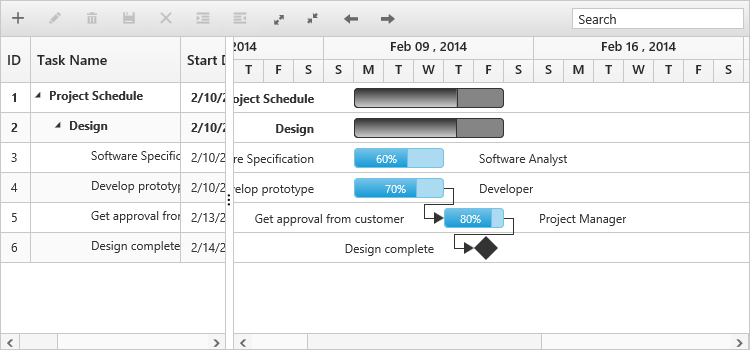 Search
ID Task Name Start D
2014 Feb 09 , 2014 Feb 16 , 2014
T F S S M T W T F S S M T W T F S
1 Project Schedule 2/10/2 oject Schedule
2 Design 2/10/2 Design
3 Software Specific 2/10/2 re Specification 60% Software Analyst
4 Develop prototyp 2/10/2 velop prototype 70% Developer
5 Get approval fror 2/13/2 Get approval from customer 80% Project Manager
6 Design complete 2/14/2 Design complete